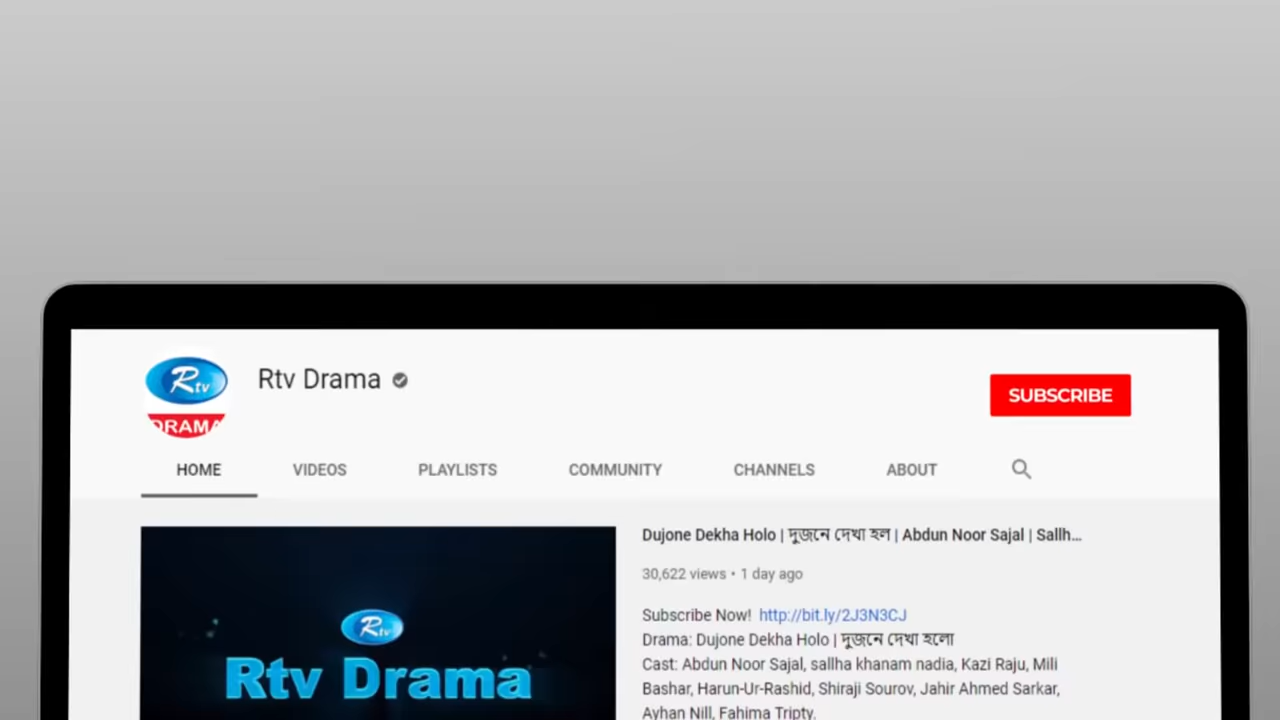 Rtv
DRAMA
Rtv Drama
SUBSCRIBE
HOME VIDEOS PLAYLISTS COMMUNITY CHANNELS ABOUT
Dujone Dekha Holo | দুজনে দেখা হল | Abdun Noor Sajal | Sallh...
30,622 views • 1 day ago
Subscribe Now! http://bit.ly/2J3N3CJ
Drama: Dujone Dekha Holo | দুজনে দেখা হলো
Cast: Abdun Noor Sajal, sallha khanam nadia, Kazi Raju, Mili
Bashar, Harun-Ur-Rashid, Shiraji Sourov, Jahir Ahmed Sarkar,
Ayhan Nill, Fahima Tripty.
Rtv
Rtv Drama